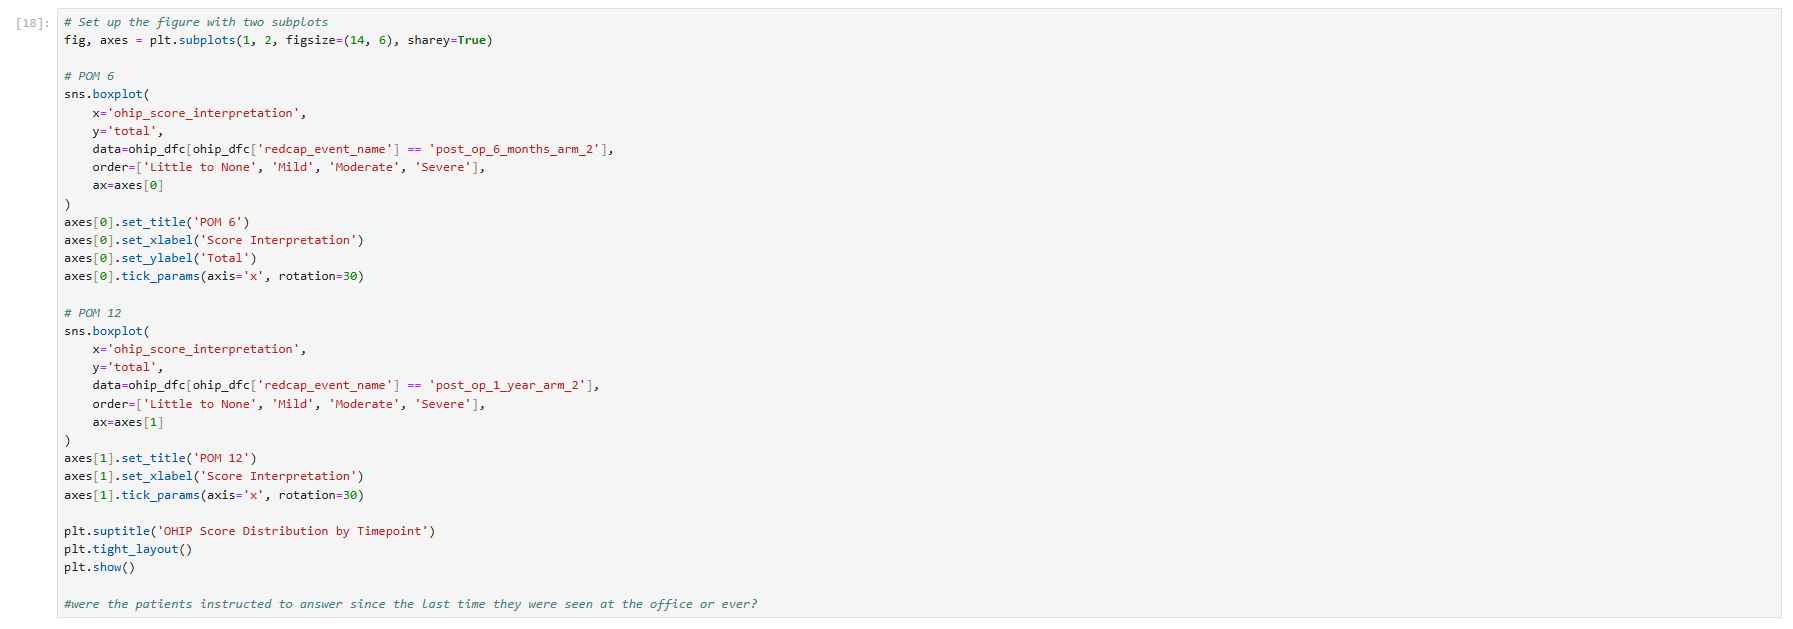 [18]:
# Set up the figure with two subplots
fig, axes = plt.subplots(1, 2, figsize=(14, 6), sharey=True)
# POM 6
sns.boxplot(
    x='ohip_score_interpretation',
    y='total',
    data=ohip_dfc[ohip_dfc['redcap_event_name'] == 'post_op_6_months_arm_2'],
    order=['Little to None', 'Mild', 'Moderate', 'Severe'],
    ax=axes[0]
)
axes[0].set_title('POM 6')
axes[0].set_xlabel('Score Interpretation')
axes[0].set_ylabel('Total')
axes[0].tick_params(axis='x', rotation=30)
# POM 12
sns.boxplot(
    x='ohip_score_interpretation',
    y='total',
    data=ohip_dfc[ohip_dfc['redcap_event_name'] == 'post_op_1_year_arm_2'],
    order=['Little to None', 'Mild', 'Moderate', 'Severe'],
    ax=axes[1]
)
axes[1].set_title('POM 12')
axes[1].set_xlabel('Score Interpretation')
axes[1].tick_params(axis='x', rotation=30)
plt.suptitle('OHIP Score Distribution by Timepoint')
plt.tight_layout()
plt.show()
#were the patients instructed to answer since the last time they were seen at the office or ever?